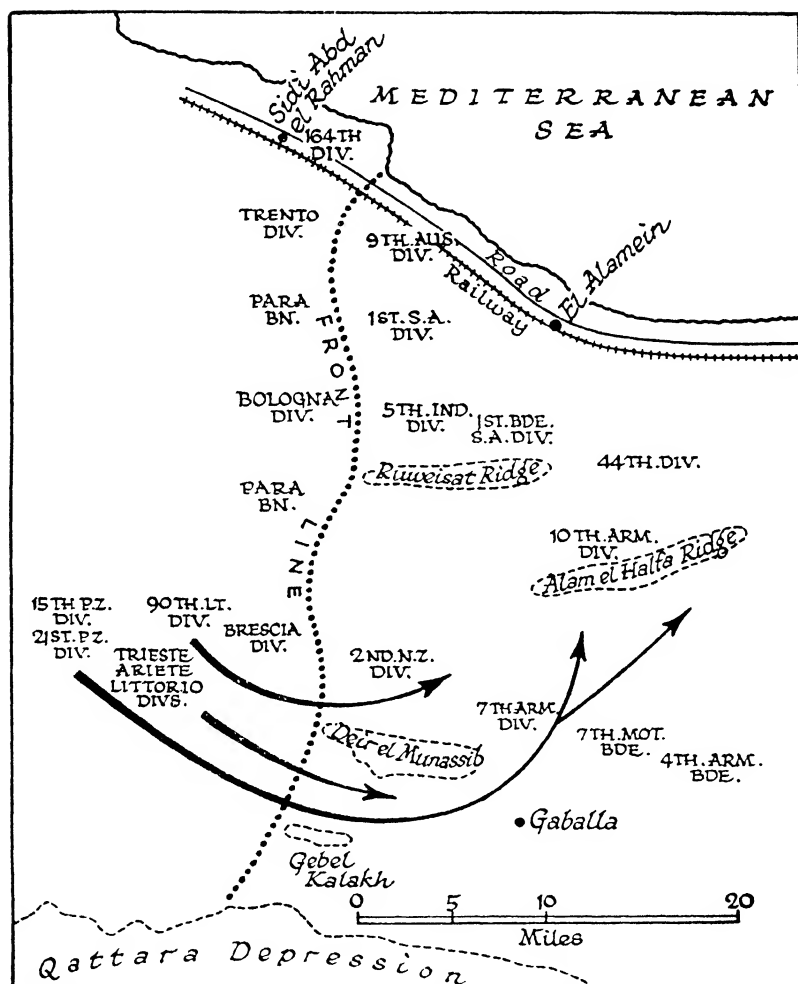 MEDITERRANEAN
SEA
Sidi Abd
el Rahman
164TH
DIV.
TRENTO
DIV.
9TH.AUS.
DIV.
Road
Railway
El Alamein
PARA
BN.
1ST.S.A.
DIV.
FRONT
BOLOGNA
DIV.
5TH.IND.
DIV.
1ST.BDE.
S.A.DIV.
Ruweisat Ridge
44TH.DIV.
PARA
BN.
LINE
10TH.ARM.
DIV.
Alam el Halfa Ridge
15TH PZ.
DIV.
21ST.PZ.
DIV.
90TH.LT.
DIV.
BRESCIA
DIV.
TRIESTE
ARIETE
LITTORIO
DIVS.
2ND.N.Z.
DIV.
7TH ARM.
DIV.
7TH.MOT.
BDE.
4TH.ARM.
BDE.
Deir el Munassib
Gaballa
Gebel
Kalakh
0 5 10 20
Miles
Qattara Depression